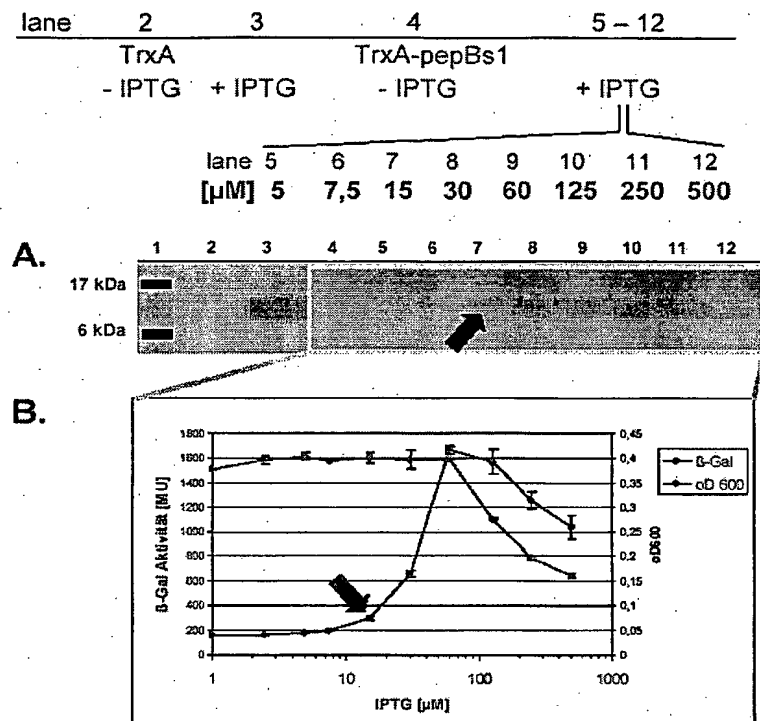 lane 2 3 4 5 – 12
TrxA TrxA-pepBs1
- IPTG + IPTG - IPTG + IPTG
lane 5 6 7 8 9 10 11 12
[µM] 5 7,5 15 30 60 125 250 500
A.
1 2 3 4 5 6 7 8 9 10 11 12
17 kDa
6 kDa
B.
ß-Gal Aktivität [MU]
1800
1600
1400
1200
1000
800
600
400
200
0
0,45
0,4
0,35
0,3
0,25
0,2
0,15
0,1
0,05
0
oD600
ß-Gal
oD 600
1 10 100 1000
IPTG [µM]